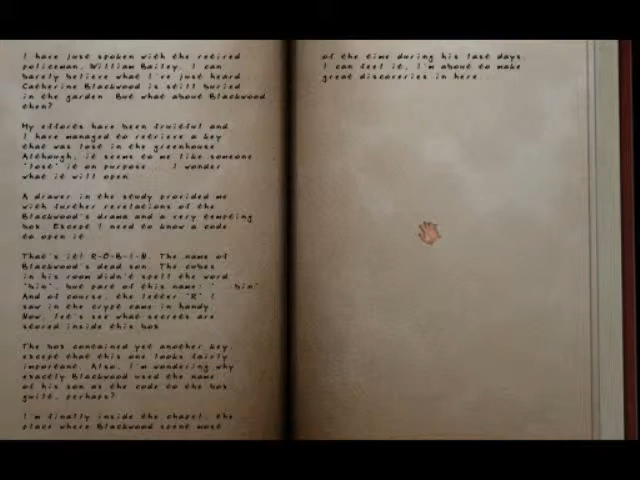 I have just spoken with the retired
policeman, William Bailey. I can
barely believe what I've just heard.
Catherine Blackwood is still buried
in the garden. But what about Blackwood
then?
My efforts have been fruitful and
I have managed to retrieve a key
that was lost in the greenhouse.
Although, it seems to me like someone
"lost" it on purpose... I wonder
what it will open.
A drawer in the study provided me
with further revelations of the
Blackwood's drama and a very tempting
box. Except I need to know a code
to open it.
That's it! R-O-B-I-N. The name of
Blackwood's dead son. The cubes
in his room didn't spell the word
"bin", but part of his name: "...bin"
And of course, the letter "R" I
saw in the crypt came in handy.
Now, let's see what secrets are
stored inside this box.
The box contained yet another key,
except that this one looks fairly
important. Also, I'm wondering why
exactly Blackwood used the name
of his son as the code to the box:
guilt, perhaps?
I'm finally inside the chapel, the
place where Blackwood spent most
of the time during his last days.
I can feel it, I'm about to make
great discoveries in here...